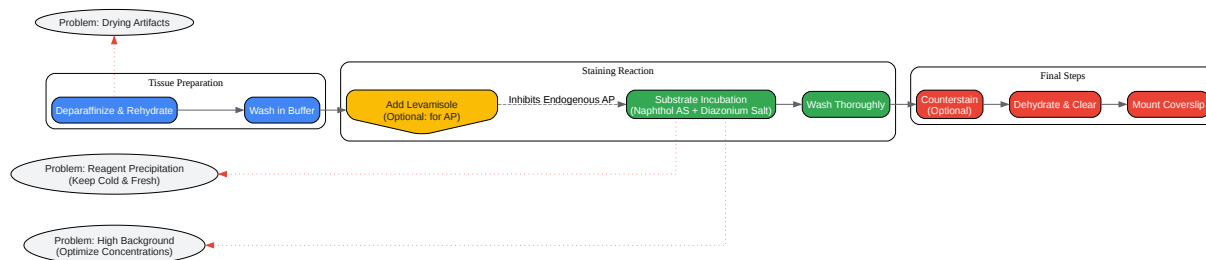 Problem: Drying Artifacts
Tissue Preparation
Deparaffinize & Rehydrate
Wash in Buffer
Staining Reaction
Add Levamisole
(Optional: for AP)
Inhibits Endogenous AP
Substrate Incubation
(Naphthol AS + Diazonium Salt)
Wash Thoroughly
Final Steps
Counterstain
(Optional)
Dehydrate & Clear
Mount Coverslip
Problem: Reagent Precipitation
(Keep Cold & Fresh)
Problem: High Background
(Optimize Concentrations)